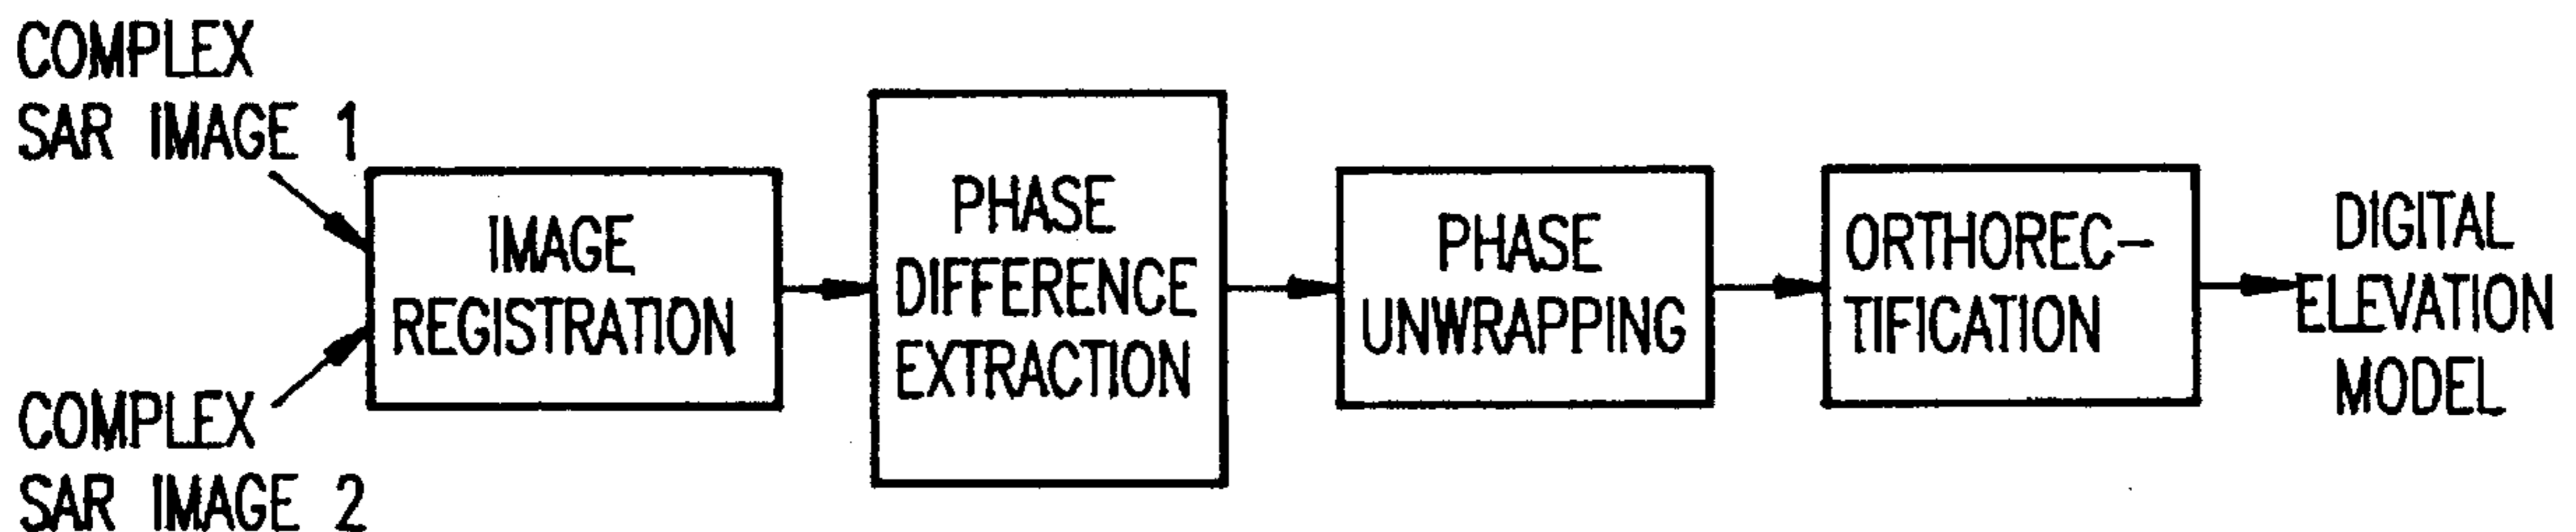 COMPLEX
SAR IMAGE 1
COMPLEX
SAR IMAGE 2
IMAGE
REGISTRATION
PHASE
DIFFERENCE
EXTRACTION
PHASE
UNWRAPPING
ORTHOREC-
TIFICATION
DIGITAL
ELEVATION
MODEL